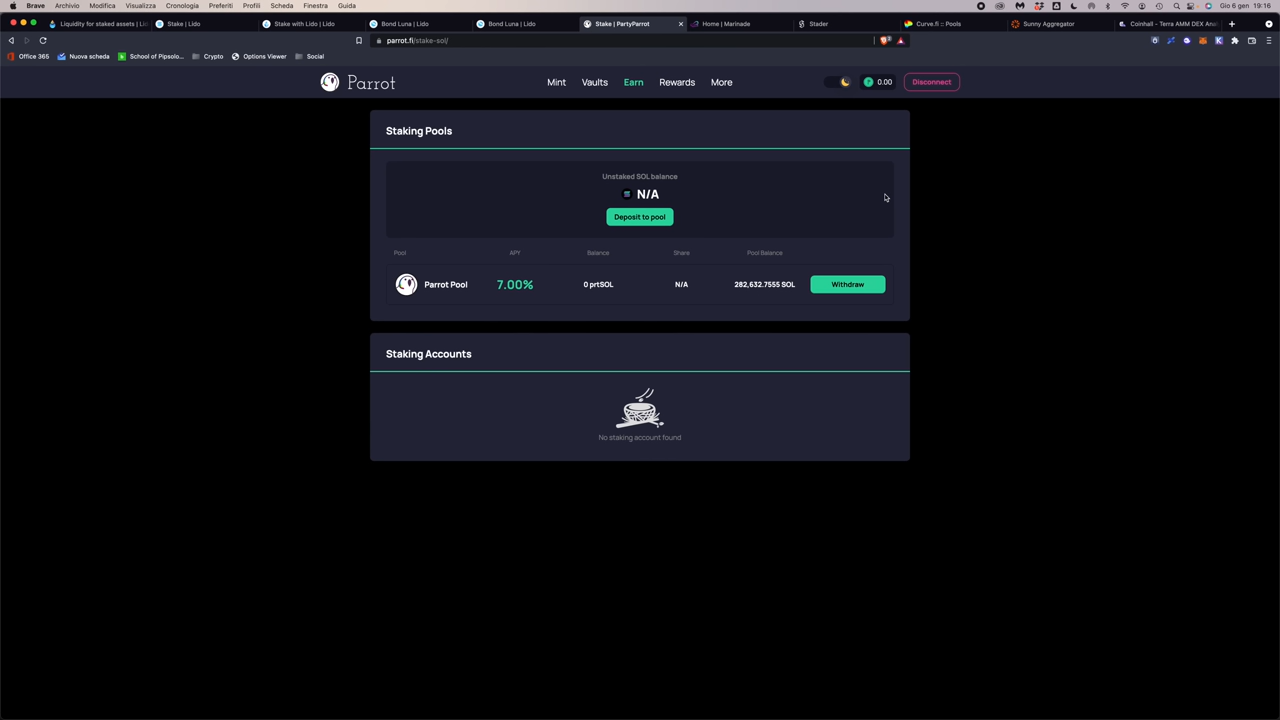 Brave Archivio Modifica Visualizza Cronologia Preferiti Profili Scheda Finestra Guida Gio 6 gen 19:16
Liquidity for staked assets | Li Stake | Lido Stake with Lido | Lido Bond Luna | Lido Bond Luna | Lido Stake | PartyParrot Home | Marinade Stader Curve.fi :: Pools Sunny Aggregator Coinhall - Terra AMM DEX Ana
parrot.fi/stake-sol/
Office 365 Nuova scheda School of Pipsolo... Crypto Options Viewer Social
Parrot Mint Vaults Earn Rewards More 0.00 Disconnect
Staking Pools
Unstaked SOL balance
N/A
Deposit to pool
Pool APY Balance Share Pool Balance
Parrot Pool 7.00% 0 prtSOL N/A 282,632.7555 SOL Withdraw
Staking Accounts
No staking account found